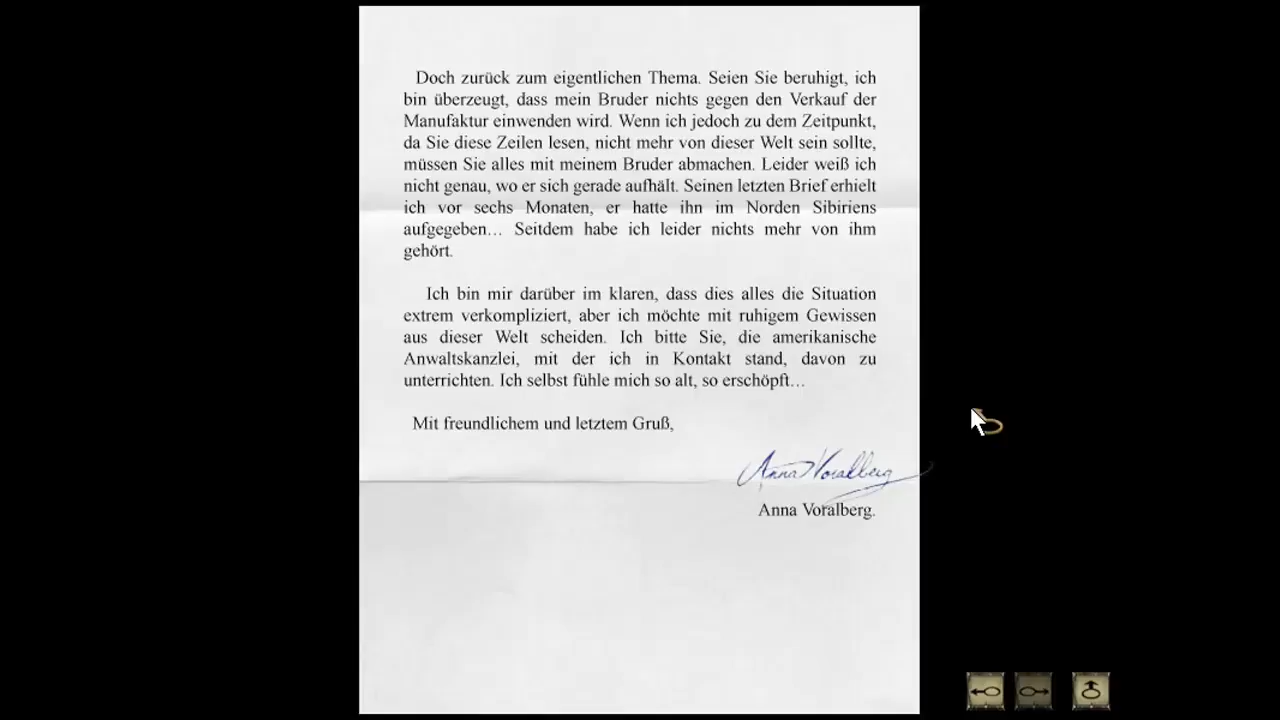 Doch zurück zum eigentlichen Thema. Seien Sie beruhigt, ich
bin überzeugt, dass mein Bruder nichts gegen den Verkauf der
Manufaktur einwenden wird. Wenn ich jedoch zu dem Zeitpunkt,
da Sie diese Zeilen lesen, nicht mehr von dieser Welt sein sollte,
müssen Sie alles mit meinem Bruder abmachen. Leider weiß ich
nicht genau, wo er sich gerade aufhält. Seinen letzten Brief erhielt
ich vor sechs Monaten, er hatte ihn im Norden Sibiriens
aufgegeben… Seitdem habe ich leider nichts mehr von ihm
gehört.
Ich bin mir darüber im klaren, dass dies alles die Situation
extrem verkompliziert, aber ich möchte mit ruhigem Gewissen
aus dieser Welt scheiden. Ich bitte Sie, die amerikanische
Anwaltskanzlei, mit der ich in Kontakt stand, davon zu
unterrichten. Ich selbst fühle mich so alt, so erschöpft…
Mit freundlichem und letztem Gruß,
Anna Voralberg
Anna Voralberg.